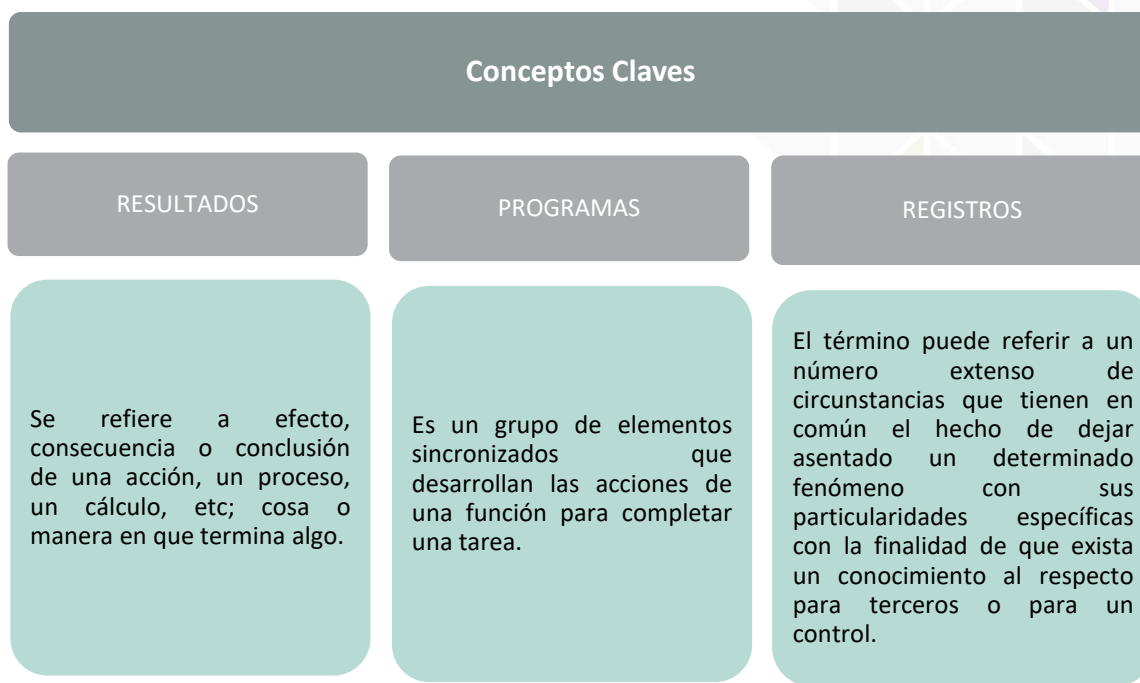 Conceptos Claves
RESULTADOS
Se refiere a efecto,
consecuencia o conclusión
de una acción, un proceso,
un cálculo, etc; cosa o
manera en que termina algo.
PROGRAMAS
Es un grupo de elementos
sincronizados que
desarrollan las acciones de
una función para completar
una tarea.
REGISTROS
El término puede referir a un
número extenso de
circunstancias que tienen en
común el hecho de dejar
asentado un determinado
fenómeno con sus
particularidades específicas
con la finalidad de que exista
un conocimiento al respecto
para terceros o para un
control.